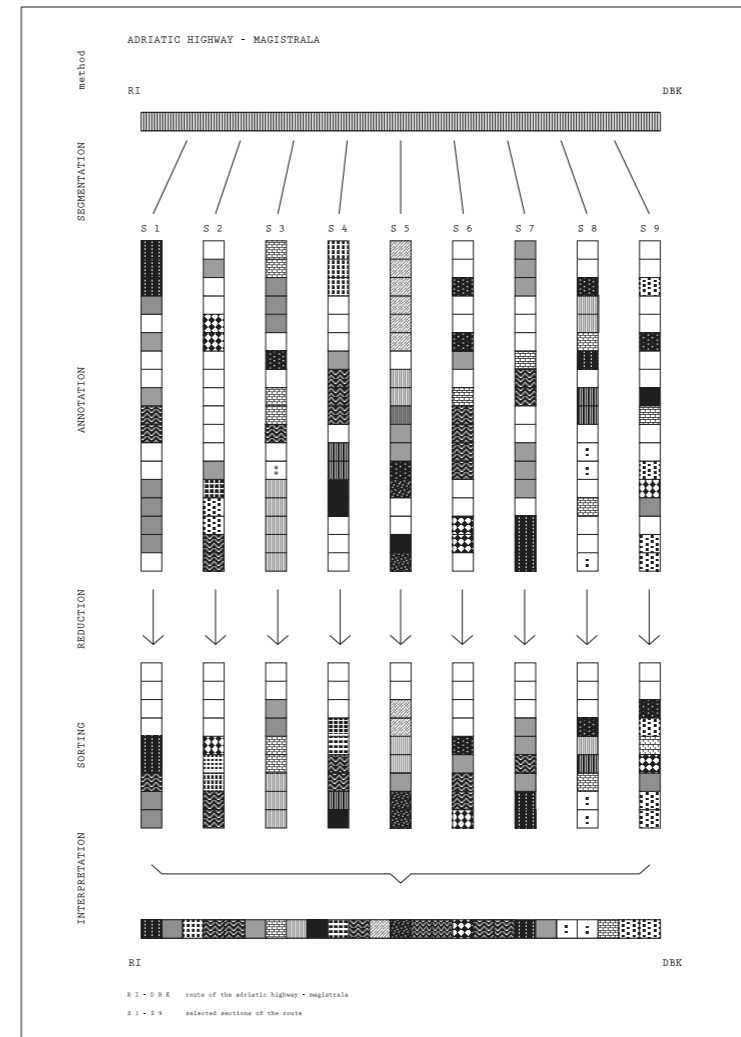 ADRIATIC HIGHWAY - MAGISTRALA
method
RI DBK
SEGMENTATION
S 1 S 2 S 3 S 4 S 5 S 6 S 7 S 8 S 9
ANNOTATION
REDUCTION
SORTING
INTERPRETATION
RI DBK
R I - D B K route of the adriatic highway - magistrala
S 1 - S 9 selected sections of the route